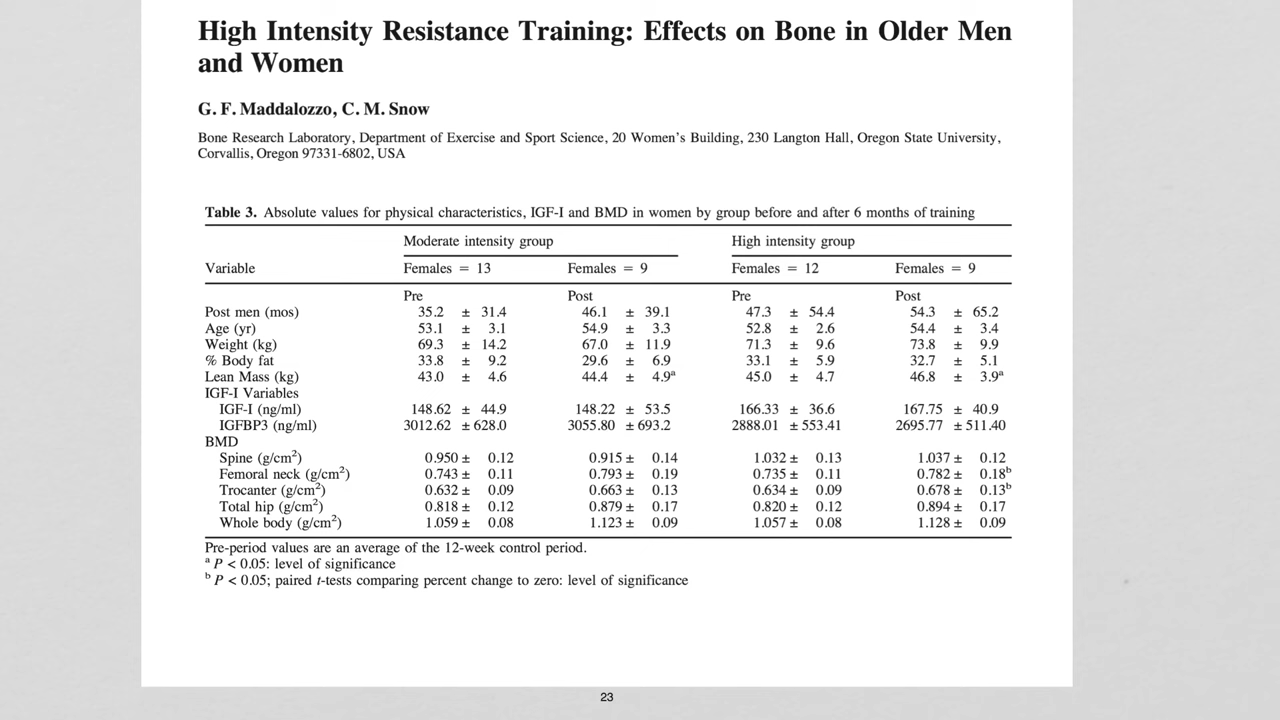 High Intensity Resistance Training: Effects on Bone in Older Men
and Women
G. F. Maddalozzo, C. M. Snow
Bone Research Laboratory, Department of Exercise and Sport Science, 20 Women's Building, 230 Langton Hall, Oregon State University,
Corvallis, Oregon 97331-6802, USA
Table 3. Absolute values for physical characteristics, IGF-I and BMD in women by group before and after 6 months of training
Moderate intensity group High intensity group
Variable Females = 13 Females = 9 Females = 12 Females = 9
Pre Post Pre Post
Post men (mos) 35.2 ± 31.4 46.1 ± 39.1 47.3 ± 54.4 54.3 ± 65.2
Age (yr) 53.1 ± 3.1 54.9 ± 3.3 52.8 ± 2.6 54.4 ± 3.4
Weight (kg) 69.3 ± 14.2 67.0 ± 11.9 71.3 ± 9.6 73.8 ± 9.9
% Body fat 33.8 ± 9.2 29.6 ± 6.9 33.1 ± 5.9 32.7 ± 5.1
Lean Mass (kg) 43.0 ± 4.6 44.4 ± 4.9ᵃ 45.0 ± 4.7 46.8 ± 3.9ᵃ
IGF-I Variables
IGF-I (ng/ml) 148.62 ± 44.9 148.22 ± 53.5 166.33 ± 36.6 167.75 ± 40.9
IGFBP3 (ng/ml) 3012.62 ± 628.0 3055.80 ± 693.2 2888.01 ± 553.41 2695.77 ± 511.40
BMD
Spine (g/cm²) 0.950 ± 0.12 0.915 ± 0.14 1.032 ± 0.13 1.037 ± 0.12
Femoral neck (g/cm²) 0.743 ± 0.11 0.793 ± 0.19 0.735 ± 0.11 0.782 ± 0.18ᵇ
Trocanter (g/cm²) 0.632 ± 0.09 0.663 ± 0.13 0.634 ± 0.09 0.678 ± 0.13ᵇ
Total hip (g/cm²) 0.818 ± 0.12 0.879 ± 0.17 0.820 ± 0.12 0.894 ± 0.17
Whole body (g/cm²) 1.059 ± 0.08 1.123 ± 0.09 1.057 ± 0.08 1.128 ± 0.09
Pre-period values are an average of the 12-week control period.
ᵃ P < 0.05: level of significance
ᵇ P < 0.05; paired t-tests comparing percent change to zero: level of significance
23